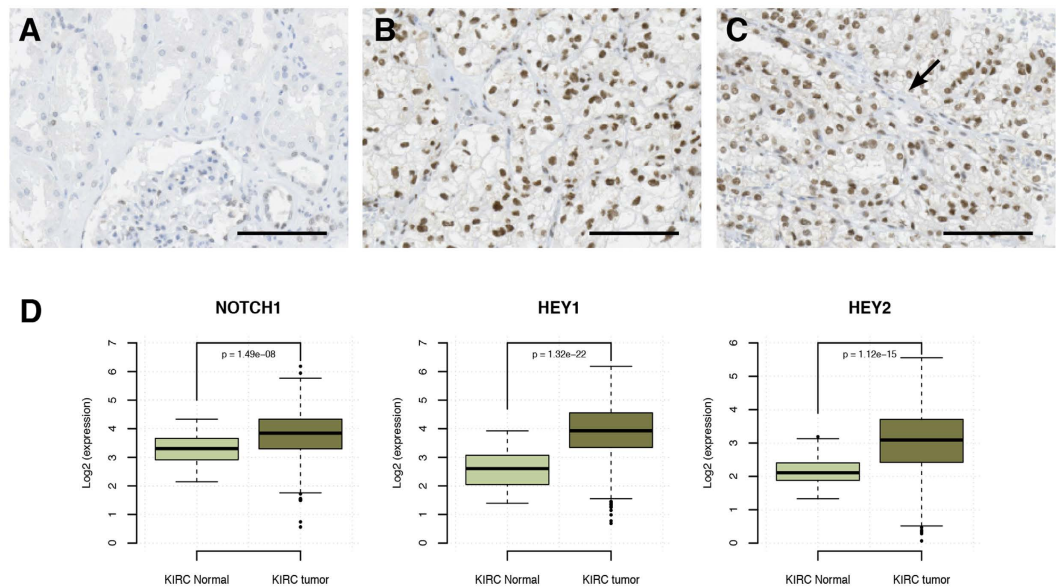 A
B
C
D
NOTCH1
HEY1
HEY2
p = 1.49e−08
p = 1.32e−22
p = 1.12e−15
Log2 (expression)
0
1
2
3
4
5
6
7
KIRC Normal
KIRC tumor
Log2 (expression)
0
1
2
3
4
5
6
7
KIRC Normal
KIRC tumor
Log2 (expression)
0
1
2
3
4
5
6
KIRC Normal
KIRC tumor